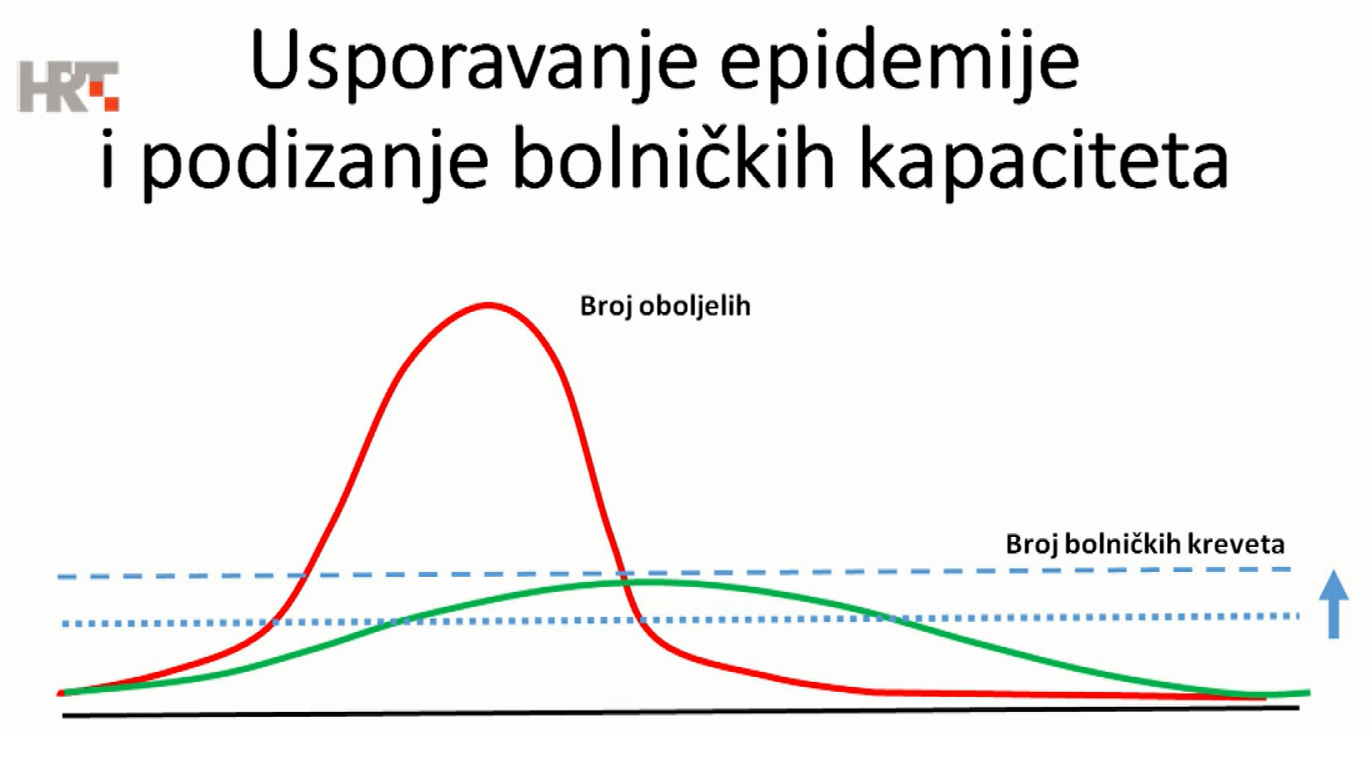 Usporavanje epidemije
HRT
i podizanje bolničkih kapaciteta
Broj oboljelih
Broj bolničkih kreveta